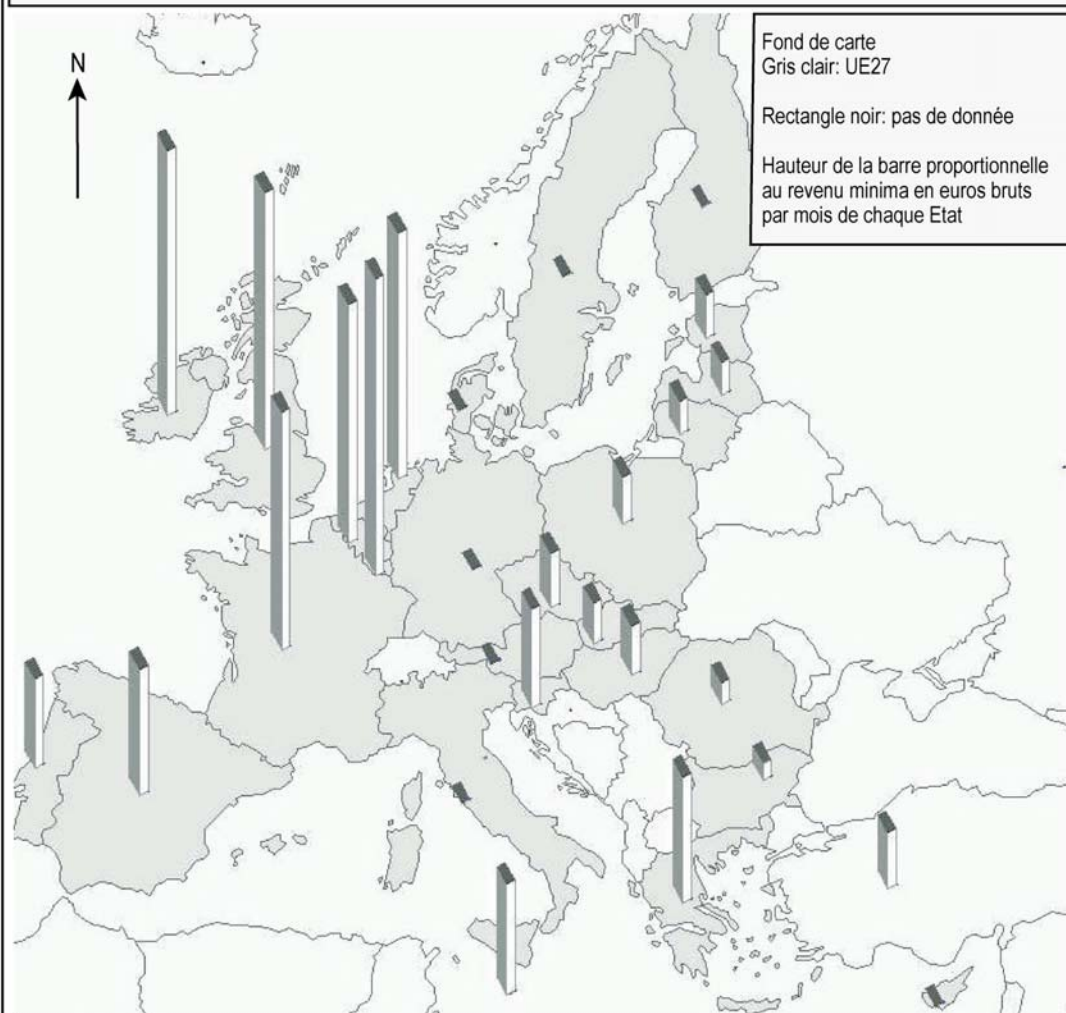 N
Fond de carte
Gris clair: UE27
Rectangle noir: pas de donnée
Hauteur de la barre proportionnelle
au revenu minima en euros bruts
par mois de chaque Etat